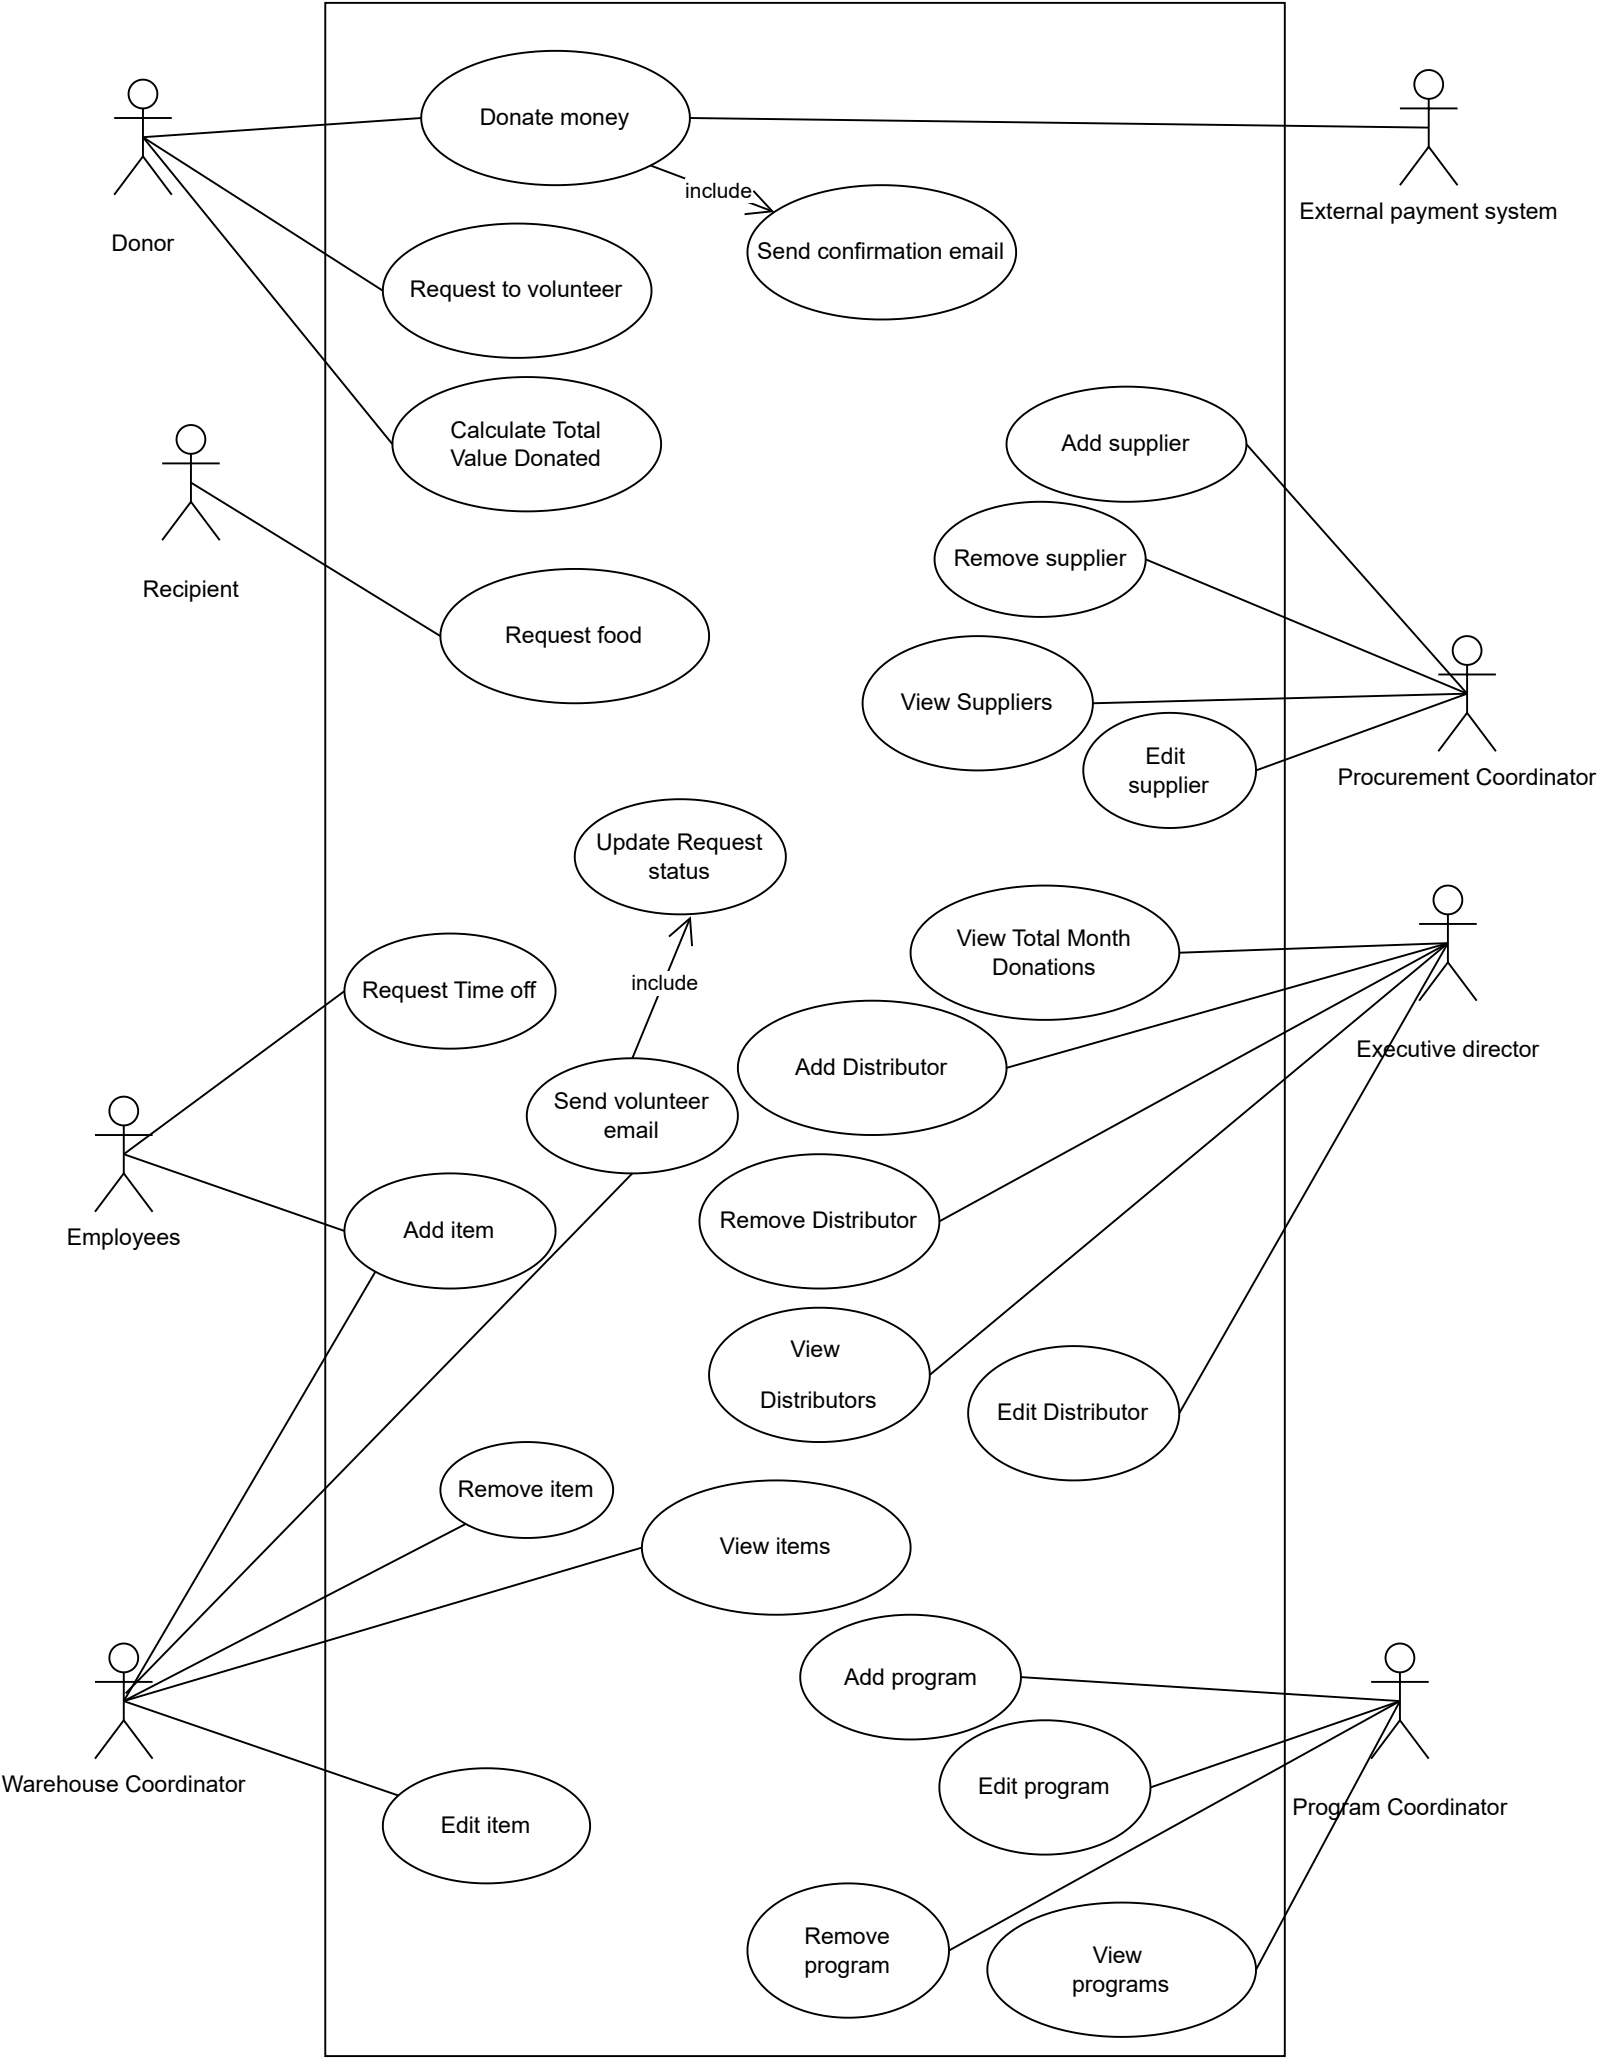 Donate money
include
Send confirmation email
External payment system
Donor
Request to volunteer
Calculate Total
Value Donated
Add supplier
Recipient
Remove supplier
Request food
View Suppliers
Edit
supplier
Procurement Coordinator
Update Request
status
View Total Month
Donations
include
Request Time off
Executive director
Add Distributor
Send volunteer
email
Employees
Add item
Remove Distributor
View
Distributors
Edit Distributor
Remove item
View items
Add program
Warehouse Coordinator
Edit program
Program Coordinator
Edit item
Remove
program
View
programs